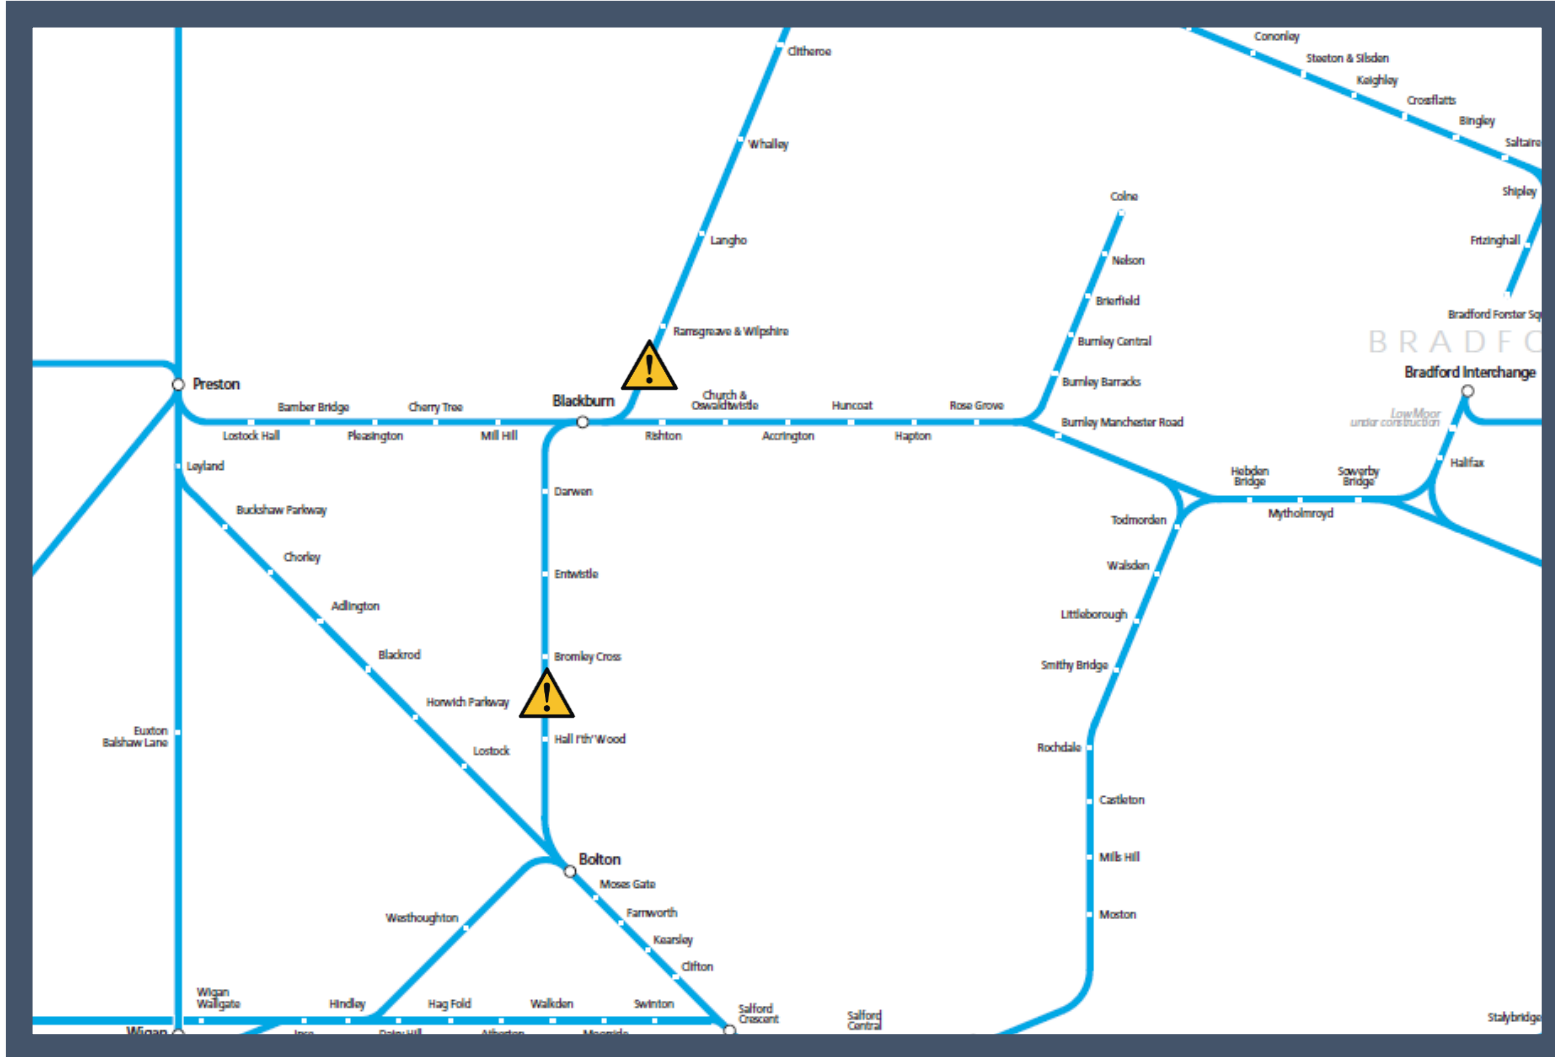 Cononley
Clitheroe
Steeton & Silsden
Keighley
Crossflatts
Bingley
Saltaire
Whalley
Shipley
Colne
Langho
Frizinghall
Nelson
Brierfield
Bradford Forster Sq
Ramsgreave & Wilpshire
!
Burnley Central
BRADFO
Bradford Interchange
Preston
Burnley Barracks
Blackburn
Church &
Oswaldtwistle
Bamber Bridge
Cherry Tree
Huncoat
Rose Grove
Low Moor
under construction
Burnley Manchester Road
Lostock Hall
Pleasington
Mill Hill
Rishton
Accrington
Hapton
Halifax
Leyland
Hebden
Bridge
Sowerby
Bridge
Darwen
Buckshaw Parkway
Mytholmroyd
Todmorden
Chorley
Walsden
Entwistle
Adlington
Littleborough
Blackrod
Bromley Cross
Smithy Bridge
!
Horwich Parkway
Euxton
Balshaw Lane
Hall I'th' Wood
Lostock
Rochdale
Castleton
Bolton
Mills Hill
Moses Gate
Farnworth
Westhoughton
Moston
Kearsley
Clifton
Wigan
Wallgate
Hindley
Hag Fold
Walkden
Swinton
Salford
Crescent
Salford
Central
Stalybridge
Wigan
Ince
Daisy Hill
Atherton
Moorside